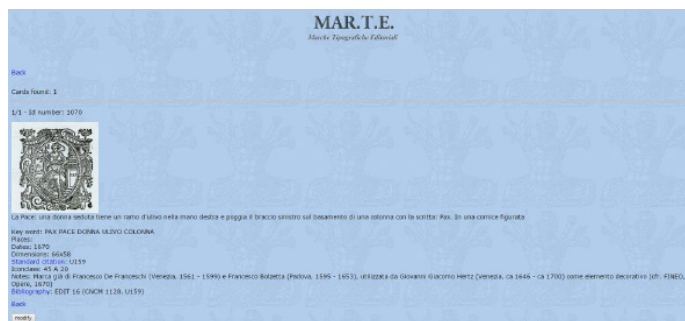 MAR.T.E.
Marche Tipografiche Editoriali
Back
Cards found: 1
1/1 - Id number: 1070
La Pace: una donna seduta tiene un ramo d'ulivo nella mano destra e poggia il braccio sinistro sul basamento di una colonna con la scritta: Pax. In una cornice figurata
Key word: PAX PACE DONNA ULIVO COLONNA
Places:
Dates: 1670
Dimensions: 66x58
Standard citation: U159
Iconclass: 45 A 20
Notes: Marca già di Francesco De Franceschi (Venezia, 1561 - 1599) e Francesco Bolzetta (Padova, 1595 - 1653), utilizzata da Giovanni Giacomo Hertz (Venezia, ca 1646 - ca 1700) come elemento decorativo (cfr. FINEO,
Opere, 1670)
Bibliography: EDIT 16 (CNCM 1128, U159)
Back
modify